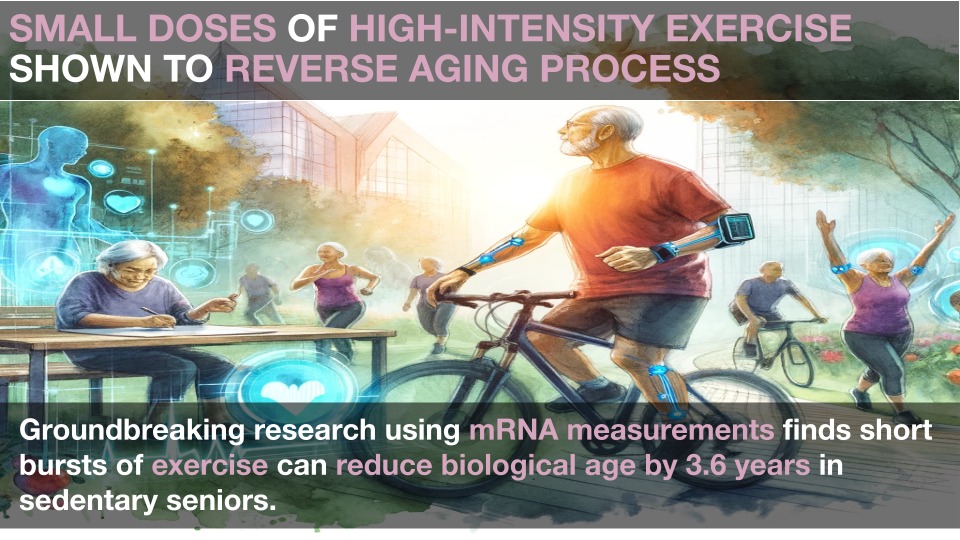 SMALL DOSES OF HIGH-INTENSITY EXERCISE
SHOWN TO REVERSE AGING PROCESS
Groundbreaking research using mRNA measurements finds short
bursts of exercise can reduce biological age by 3.6 years in
sedentary seniors.